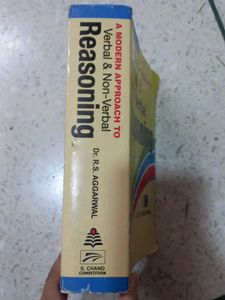 A MODERN APPROACH TO
Verbal & Non-Verbal
Reasoning
Dr. R.S. AGGARWAL
S. CHAND
COMPETITION